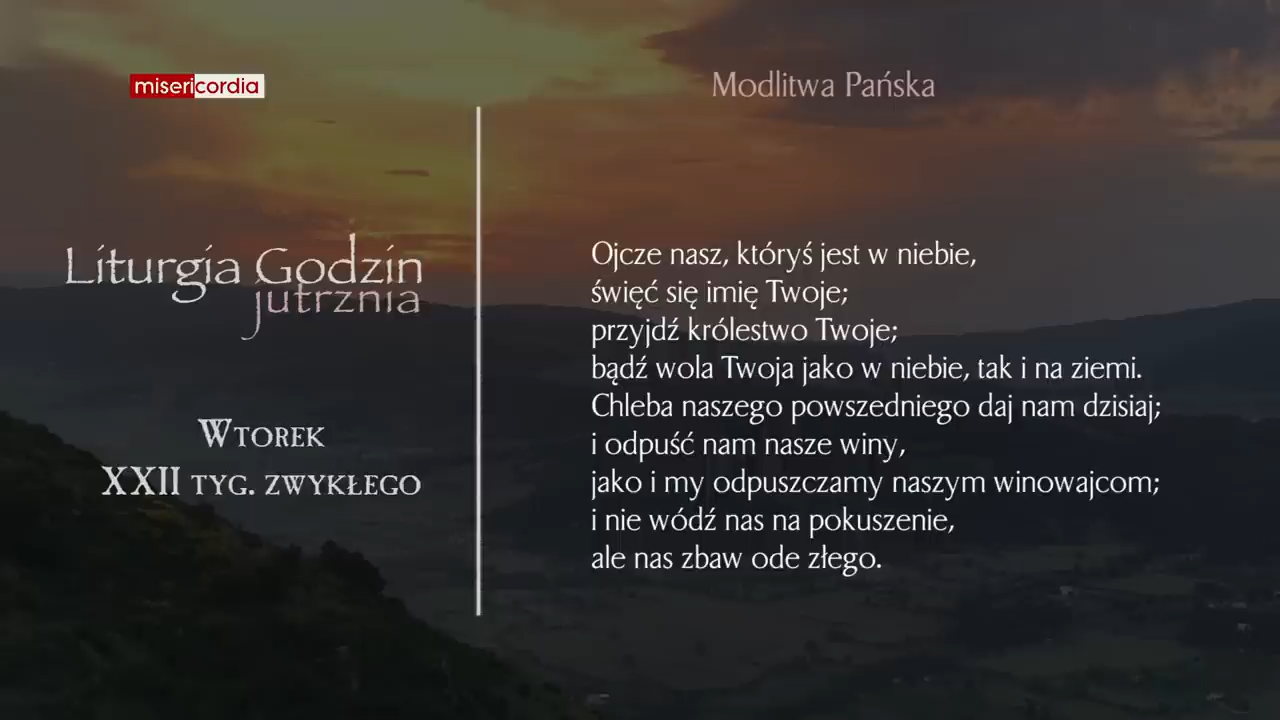 misericordia
Liturgia Godzin
jutrznia
Wtorek
XXII tyg. zwykłego
Modlitwa Pańska
Ojcze nasz, któryś jest w niebie,
święć się imię Twoje;
przyjdź królestwo Twoje;
bądź wola Twoja jako w niebie, tak i na ziemi.
Chleba naszego powszedniego daj nam dzisiaj;
i odpuść nam nasze winy,
jako i my odpuszczamy naszym winowajcom;
i nie wódź nas na pokuszenie,
ale nas zbaw ode złego.